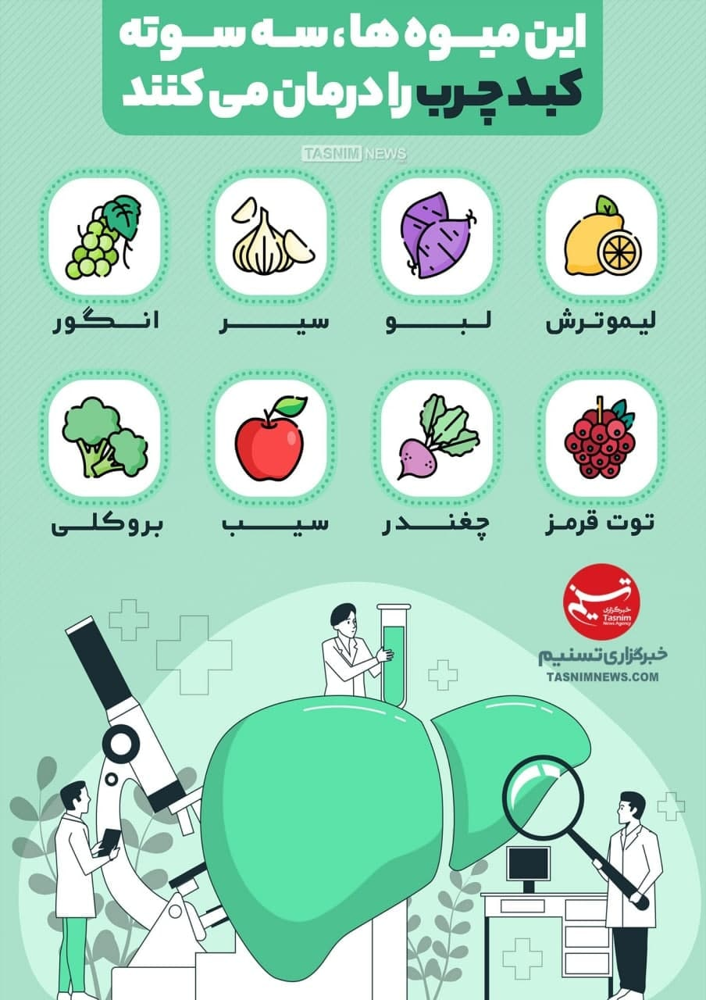 این میوه ها، سه سوته
کبد چرب را درمان می کنند
TASNIM NEWS
لیموترش
لبو
سیر
انگور
توت قرمز
چغندر
سیب
بروکلی
تسنیم
خبرگزاری
Tasnim
News Agency
خبرگزاری تسنیم
TASNIMNEWS.COM